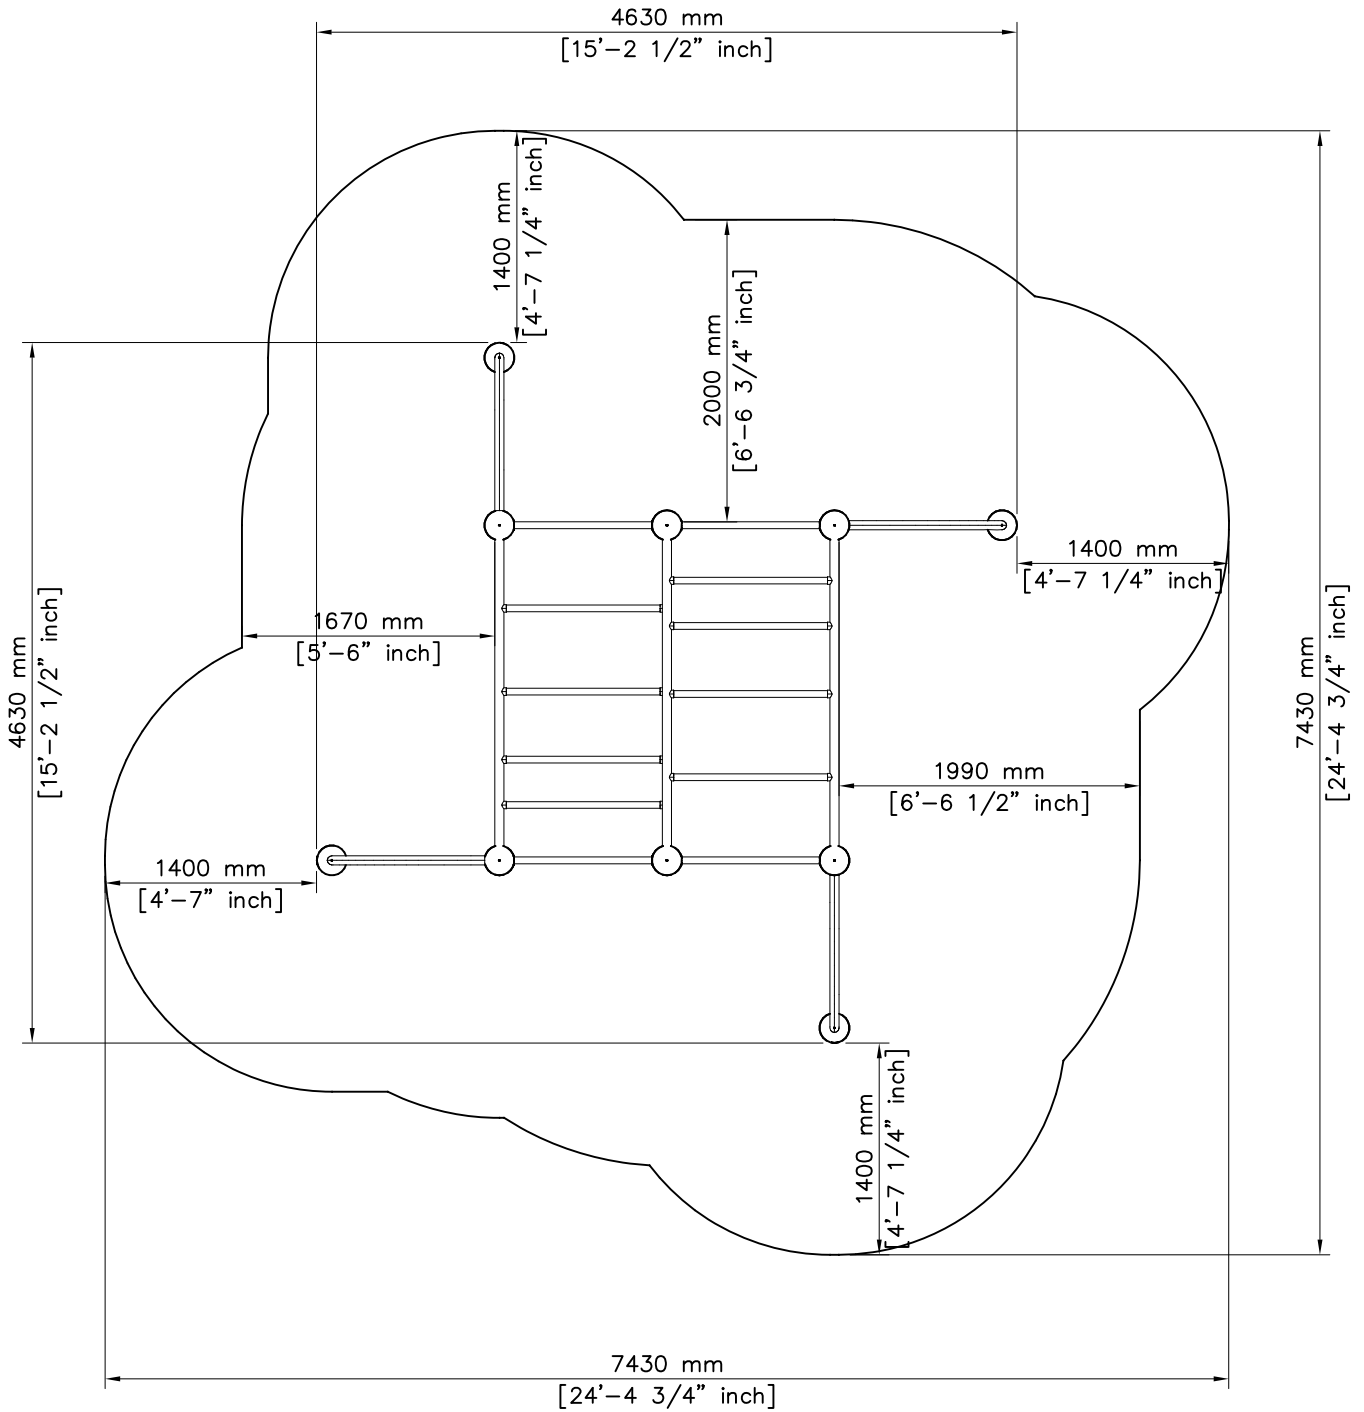 4630 mm
[15'-2 1/2" inch]
1400 mm
[4'-7 1/4" inch]
2000 mm
[6'-6 3/4" inch]
1400 mm
[4'-7 1/4" inch]
1670 mm
[5'-6" inch]
4630 mm
[15'-2 1/2" inch]
7430 mm
[24'-4 3/4" inch]
1990 mm
[6'-6 1/2" inch]
1400 mm
[4'-7" inch]
1400 mm
[4'-7 1/4" inch]
7430 mm
[24'-4 3/4" inch]